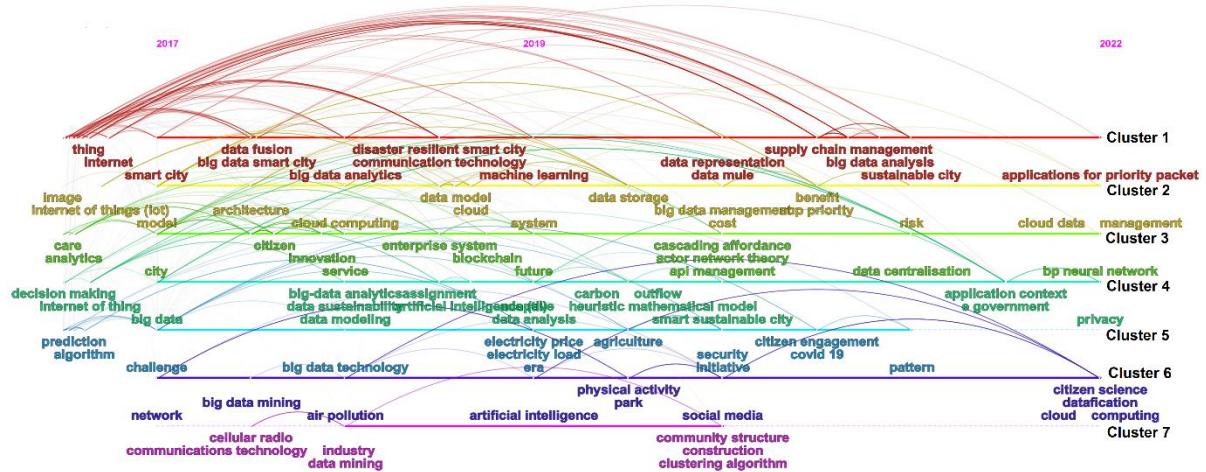 2017 2019 2022
Cluster 1
thing data fusion disaster resilient smart city supply chain management
Internet big data smart city communication technology data representation big data analysis
smart city big data analytics machine learning data mule sustainable city applications for priority packet
Cluster 2
image data model data storage benefit
internet of things (iot) architecture cloud big data management
model cloud computing system cost risk cloud data management
Cluster 3
care citizen enterprise system cascading affordance
analytics innovation blockchain actor network theory
city service future api management data centralisation bp neural network
Cluster 4
decision making big-data analytics assignment carbon outflow application context
internet of thing data sustainability artificial intelligence heuristic mathematical model e government
big data data modeling data analysis smart sustainable city privacy
Cluster 5
prediction electricity price agriculture citizen engagement
algorithm electricity load security covid 19
challenge big data technology era initiative pattern
Cluster 6
physical activity citizen science
big data mining park datafication
network air pollution artificial intelligence social media cloud computing
Cluster 7
cellular radio community structure
communications technology industry construction
data mining clustering algorithm